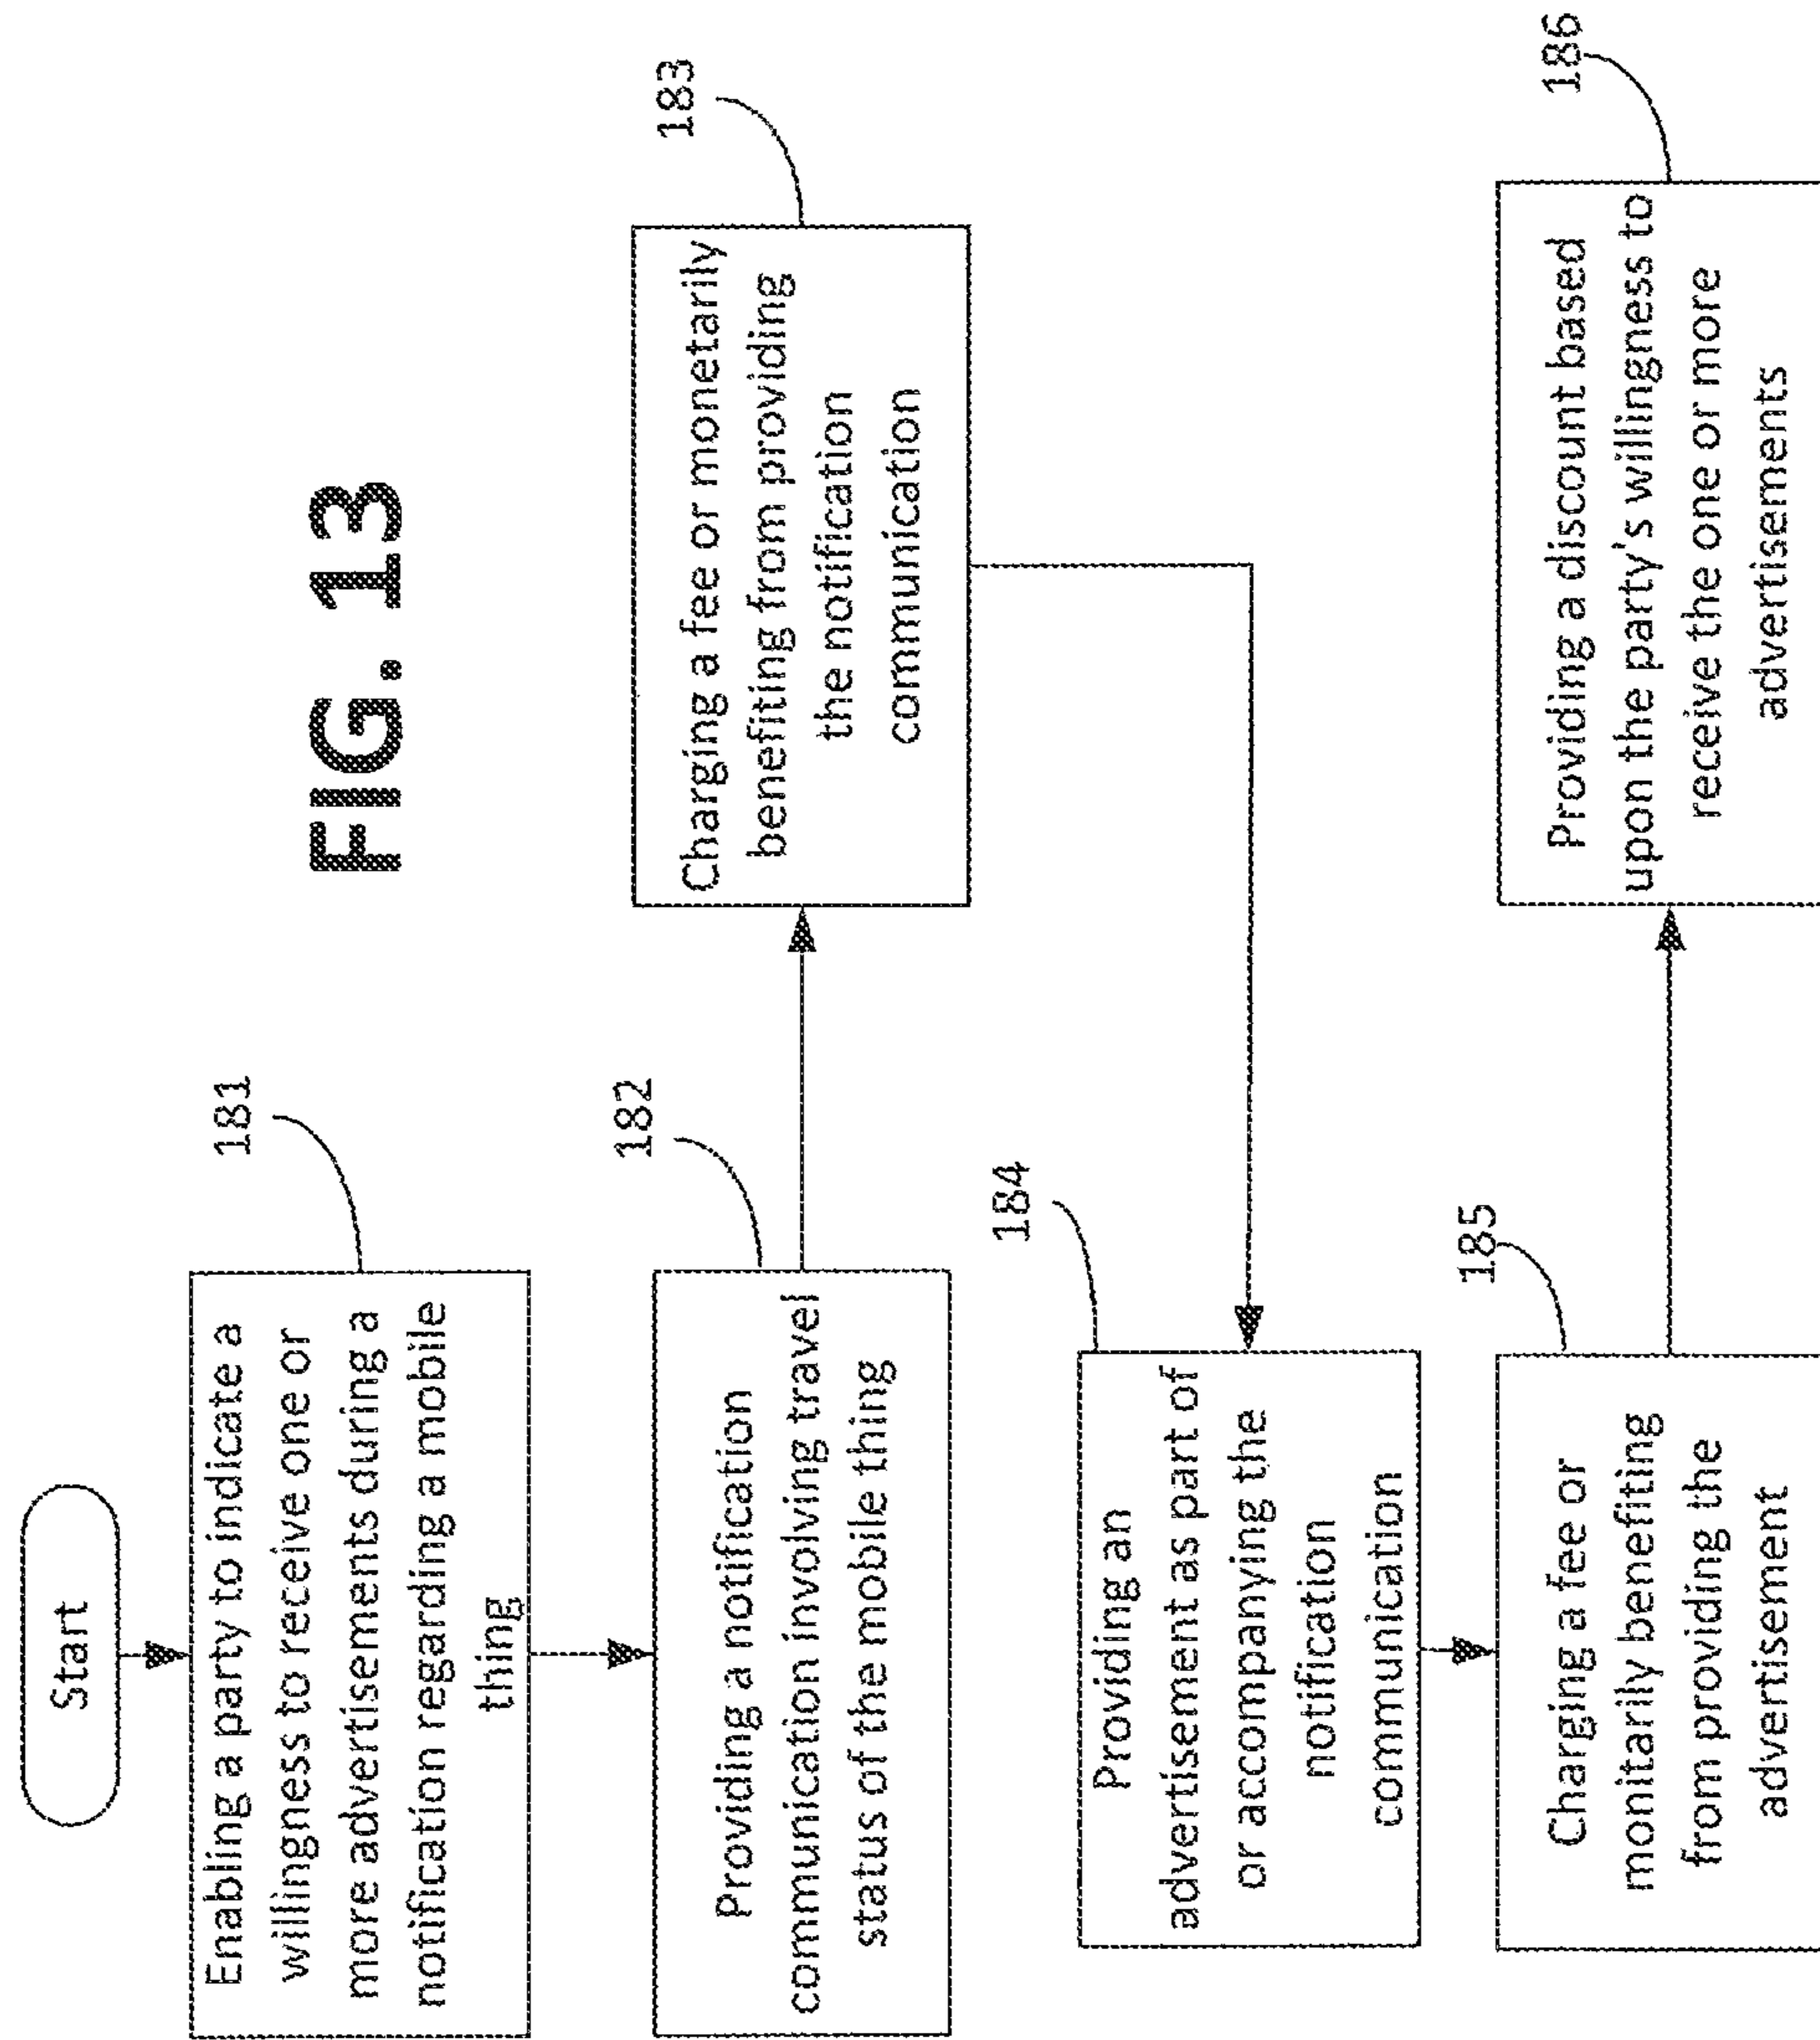 FIG. 13
Start
181
Enabling a party to indicate a
willingness to receive one or
more advertisements during a
notification regarding a mobile
thing
182
Providing a notification
communication involving travel
status of the mobile thing
183
Charging a fee or monetarily
benefiting from providing
the notification
communication
184
Providing an
advertisement as part of
or accompanying the
notification
communication
185
Charging a fee or
monitarily benefiting
from providing the
advertisement
186
Providing a discount based
upon the party's willingness to
receive the one or more
advertisements